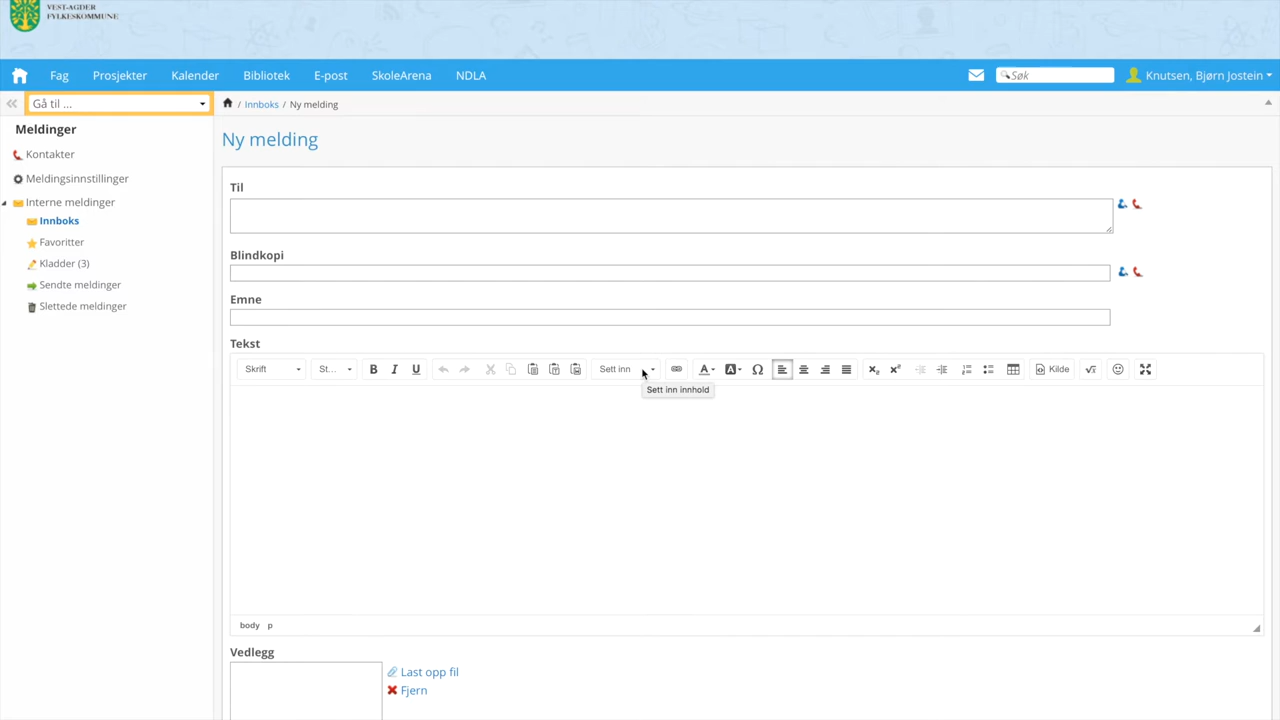 VEST-AGDER
FYLKESKOMMUNE
Fag Prosjekter Kalender Bibliotek E-post SkoleArena NDLA Søk Knutsen, Bjørn Jostein
Gå til ... / Innboks / Ny melding
Meldinger
Kontakter
Meldingsinnstillinger
Interne meldinger
Innboks
Favoritter
Kladder (3)
Sendte meldinger
Slettede meldinger
Ny melding
Til
Blindkopi
Emne
Tekst
Skrift St... B I U Sett inn A A Ω Kilde
Sett inn innhold
body p
Vedlegg
Last opp fil
Fjern